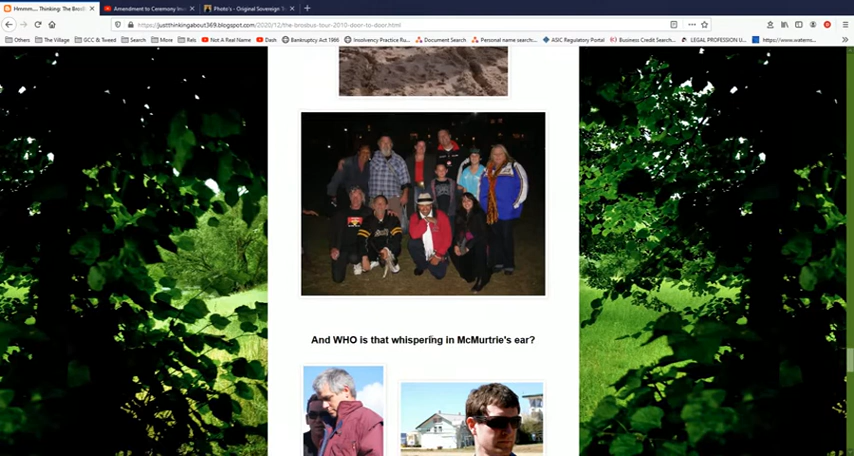 Hmmm.... Thinking: The Brosb
Amendment to Ceremony Inv
Photo's - Original Sovereign T
https://justthinkingabout369.blogspot.com/2020/12/the-brosbus-tour-2010-door-to-door.html
Others The Village GCC & Tweed Search More Rels Not A Real Name Dash Bankruptcy Act 1966 Insolvency Practice Ru... Document Search Personal name search:... ASIC Regulatory Portal Business Credit Search... LEGAL PROFESSION U...
And WHO is that whispering in McMurtrie's ear?